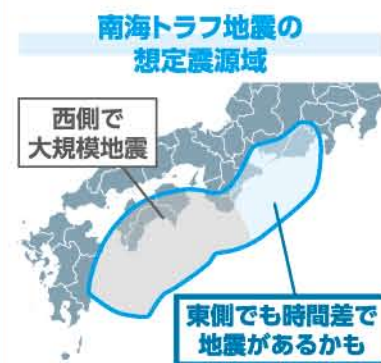 南海トラフ地震の
想定震源域
西側で
大規模地震
東側でも時間差で
地震があるかも